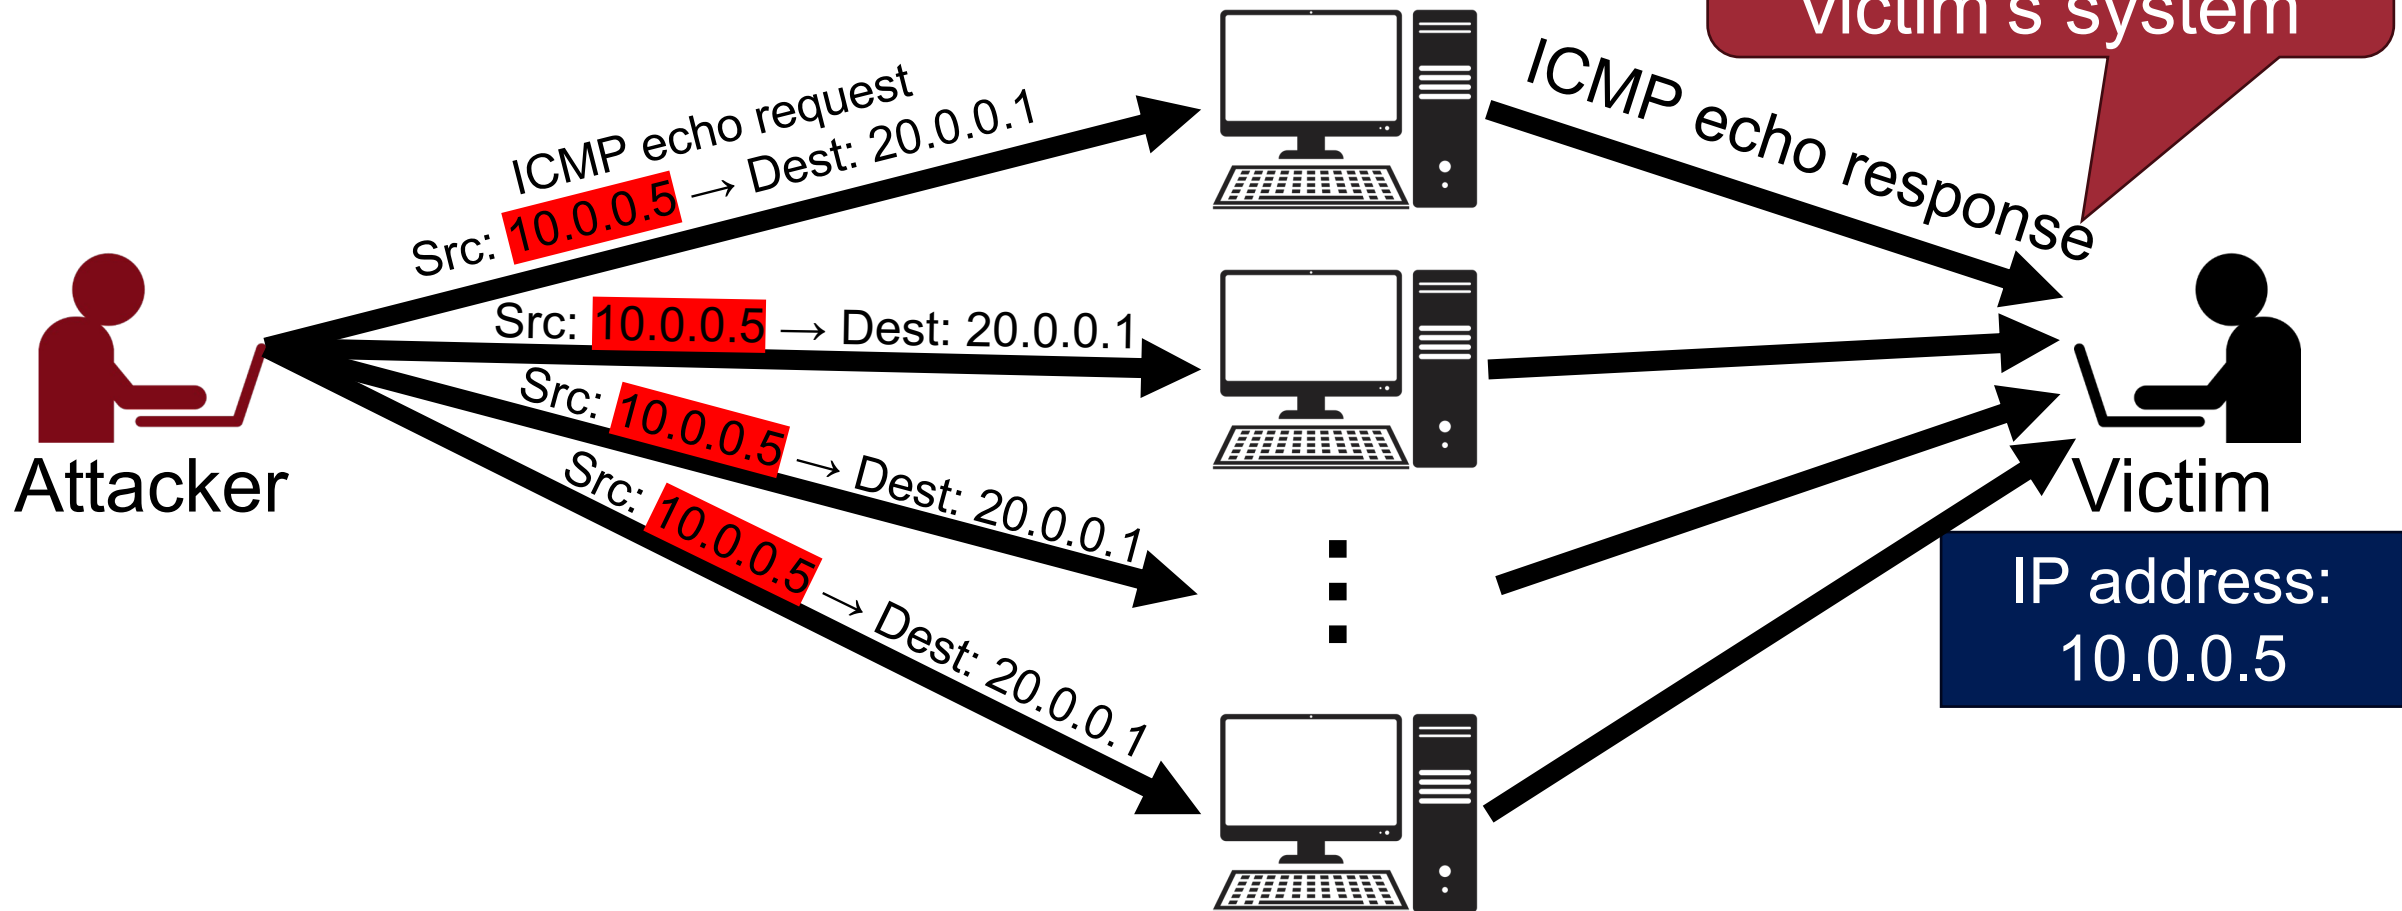 victim's system
ICMP echo request
Src: 10.0.0.5 → Dest: 20.0.0.1
ICMP echo response
Src: 10.0.0.5 → Dest: 20.0.0.1
Src: 10.0.0.5 → Dest: 20.0.0.1
Src: 10.0.0.5 → Dest: 20.0.0.1
Attacker
Victim
IP address:
10.0.0.5